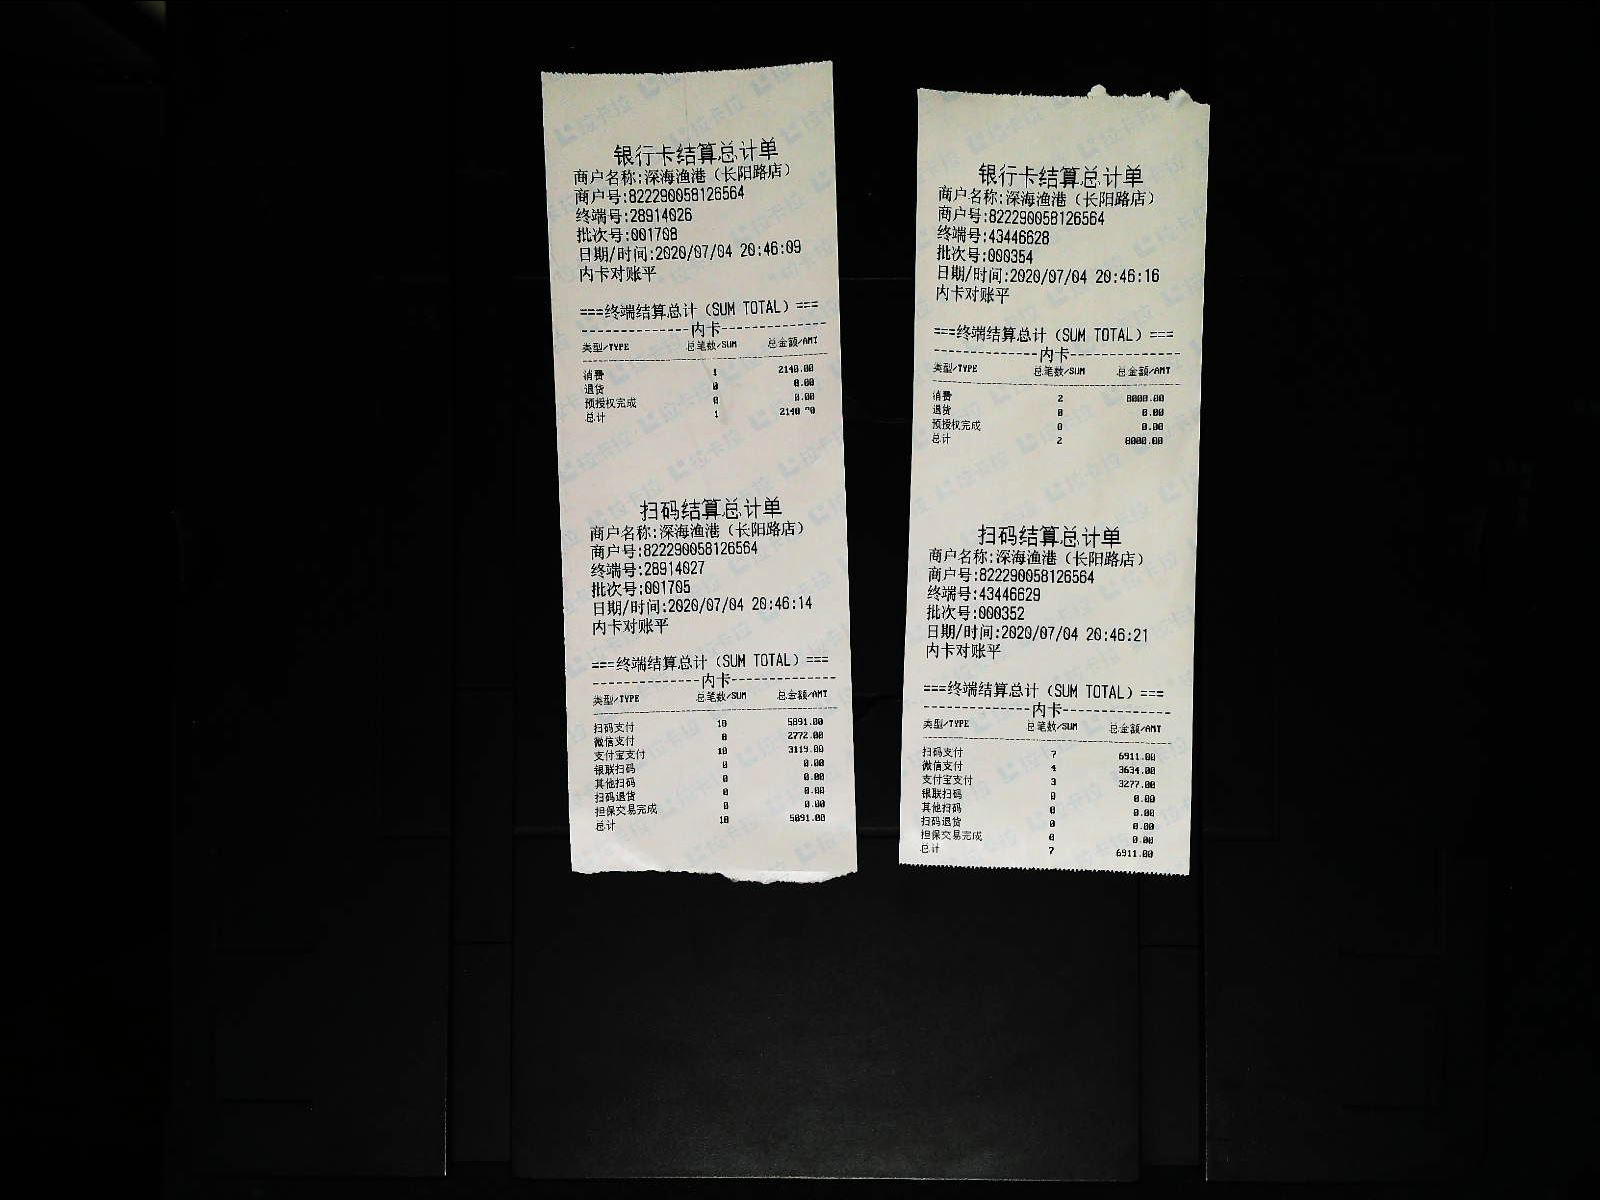 银行卡结算总计单
商户名称:深海渔港（长阳路店）
商户号:822290058126564
终端号:28914026
批次号:001708
日期/时间:2020/07/04 20:46:09
内卡对账平
===终端结算总计（SUM TOTAL）===
--------------内卡--------------
类型/TYPE 总笔数/SUM 总金额/AMT
消费 1 2140.00
退货 0 0.00
预授权完成 0 0.00
总计 1 2140
扫码结算总计单
商户名称:深海渔港（长阳路店）
商户号:822290058126564
终端号:28914027
批次号:001705
日期/时间:2020/07/04 20:46:14
内卡对账平
===终端结算总计（SUM TOTAL）===
--------------内卡--------------
类型/TYPE 总笔数/SUM 总金额/AMT
扫码支付 18 5891.00
微信支付 8 2772.00
支付宝支付 10 3119.00
银联扫码 0 0.00
其他扫码 0 0.00
扫码退货 0 0.00
担保交易完成 0 0.00
总计 18 5891.00
银行卡结算总计单
商户名称:深海渔港（长阳路店）
商户号:822290058126564
终端号:43446628
批次号:000354
日期/时间:2020/07/04 20:46:16
内卡对账平
===终端结算总计（SUM TOTAL）===
--------------内卡--------------
类型/TYPE 总笔数/SUM 总金额/AMT
消费 2 8000.00
退货 0 0.00
预授权完成 0 0.00
总计 2 8000.00
扫码结算总计单
商户名称:深海渔港（长阳路店）
商户号:822290058126564
终端号:43446629
批次号:000352
日期/时间:2020/07/04 20:46:21
内卡对账平
===终端结算总计（SUM TOTAL）===
--------------内卡--------------
类型/TYPE 总笔数/SUM 总金额/AMT
扫码支付 7 6911.00
微信支付 4 3634.00
支付宝支付 3 3277.00
银联扫码 0 0.00
其他扫码 0 0.00
扫码退货 0 0.00
担保交易完成 0 0.00
总计 7 6911.00